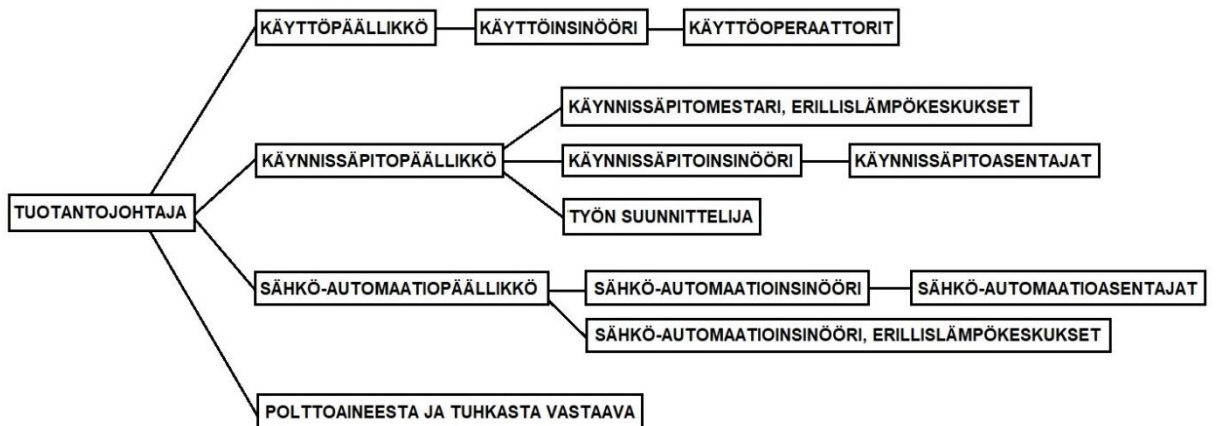 KÄYTTÖPÄÄLLIKKÖ
KÄYTTÖINSINÖÖRI
KÄYTTÖOPERAATTORIT
KÄYNNISSÄPITOMESTARI, ERILLISLÄMPÖKESKUKSET
KÄYNNISSÄPITOPÄÄLLIKKÖ
KÄYNNISSÄPITOINSINÖÖRI
KÄYNNISSÄPITOASENTAJAT
TUOTANTOJOHTAJA
TYÖN SUUNNITTELIJA
SÄHKÖ-AUTOMAATIOPÄÄLLIKKÖ
SÄHKÖ-AUTOMAATIOINSINÖÖRI
SÄHKÖ-AUTOMAATIOASENTAJAT
SÄHKÖ-AUTOMAATIOINSINÖÖRI, ERILLISLÄMPÖKESKUKSET
POLTTOAINEESTA JA TUHKASTA VASTAAVA